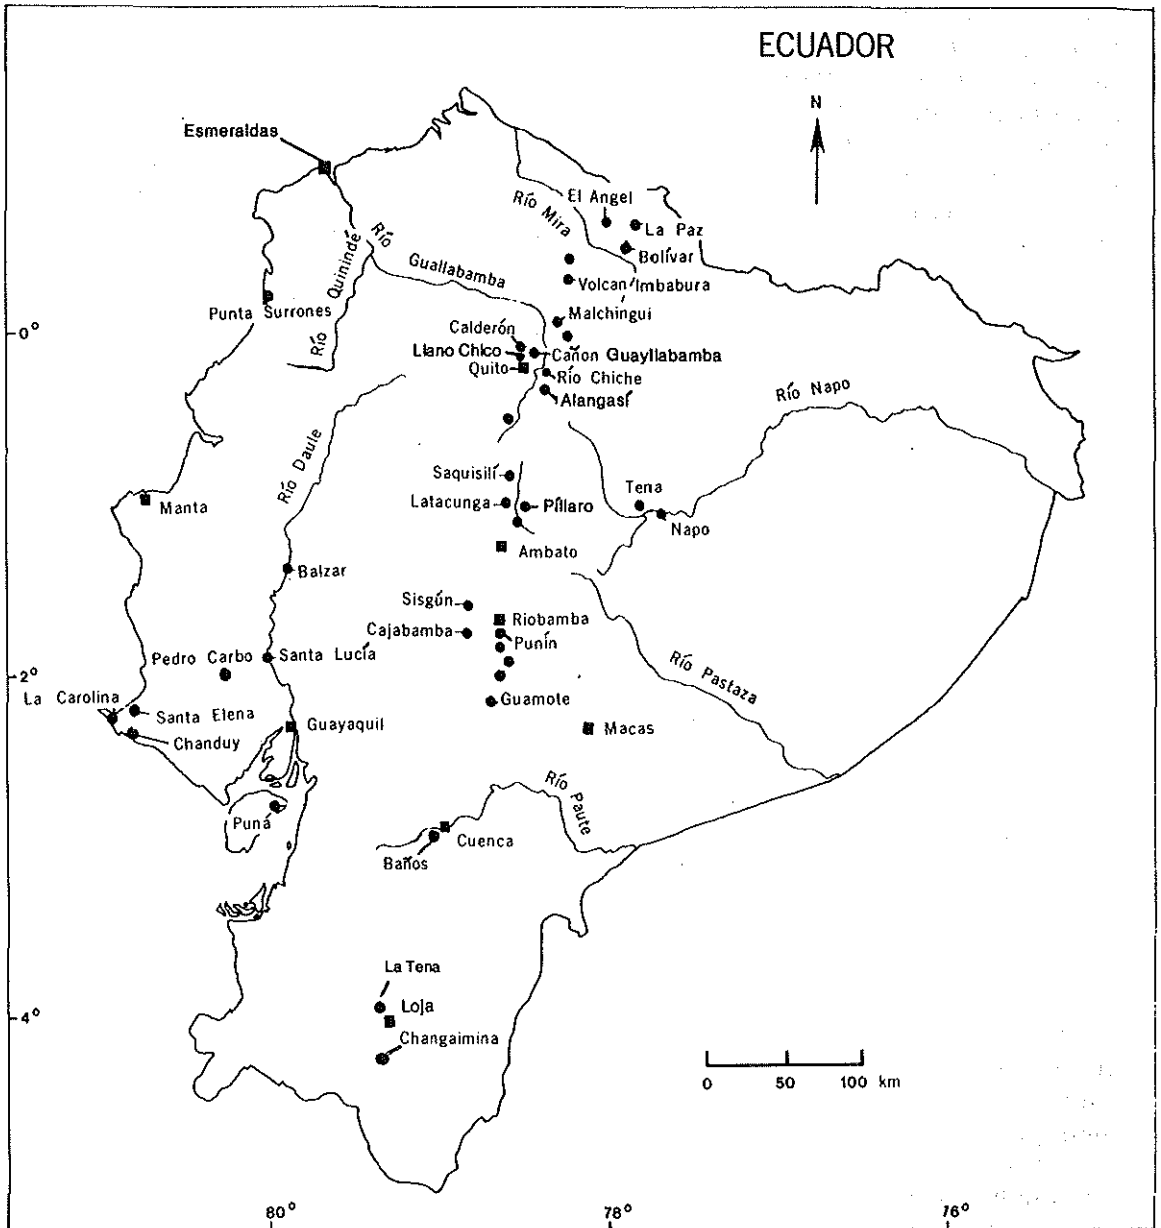 ECUADOR
N
Esmeraldas
El Angel
Río Mira
La Paz
Bolívar
Río
Guallabamba
Río Quinindé
Volcan Imbabura
Punta Surrones
Malchingui
0°
Calderón
Llano Chico
Cañon Guayllabamba
Quito
Río Chiche
Alangasí
Río Napo
Río Daule
Saquisilí
Latacunga
Píllaro
Tena
Napo
Manta
Ambato
Balzar
Sisgún
Riobamba
Cajabamba
Punín
Pedro Carbo
Santa Lucía
Río Pastaza
2°
La Carolina
Guamote
Santa Elena
Guayaquil
Macas
Chanduy
Río Paute
Puná
Cuenca
Baños
La Tena
Loja
4°
Changaimina
0 50 100 km
80° 78° 76°